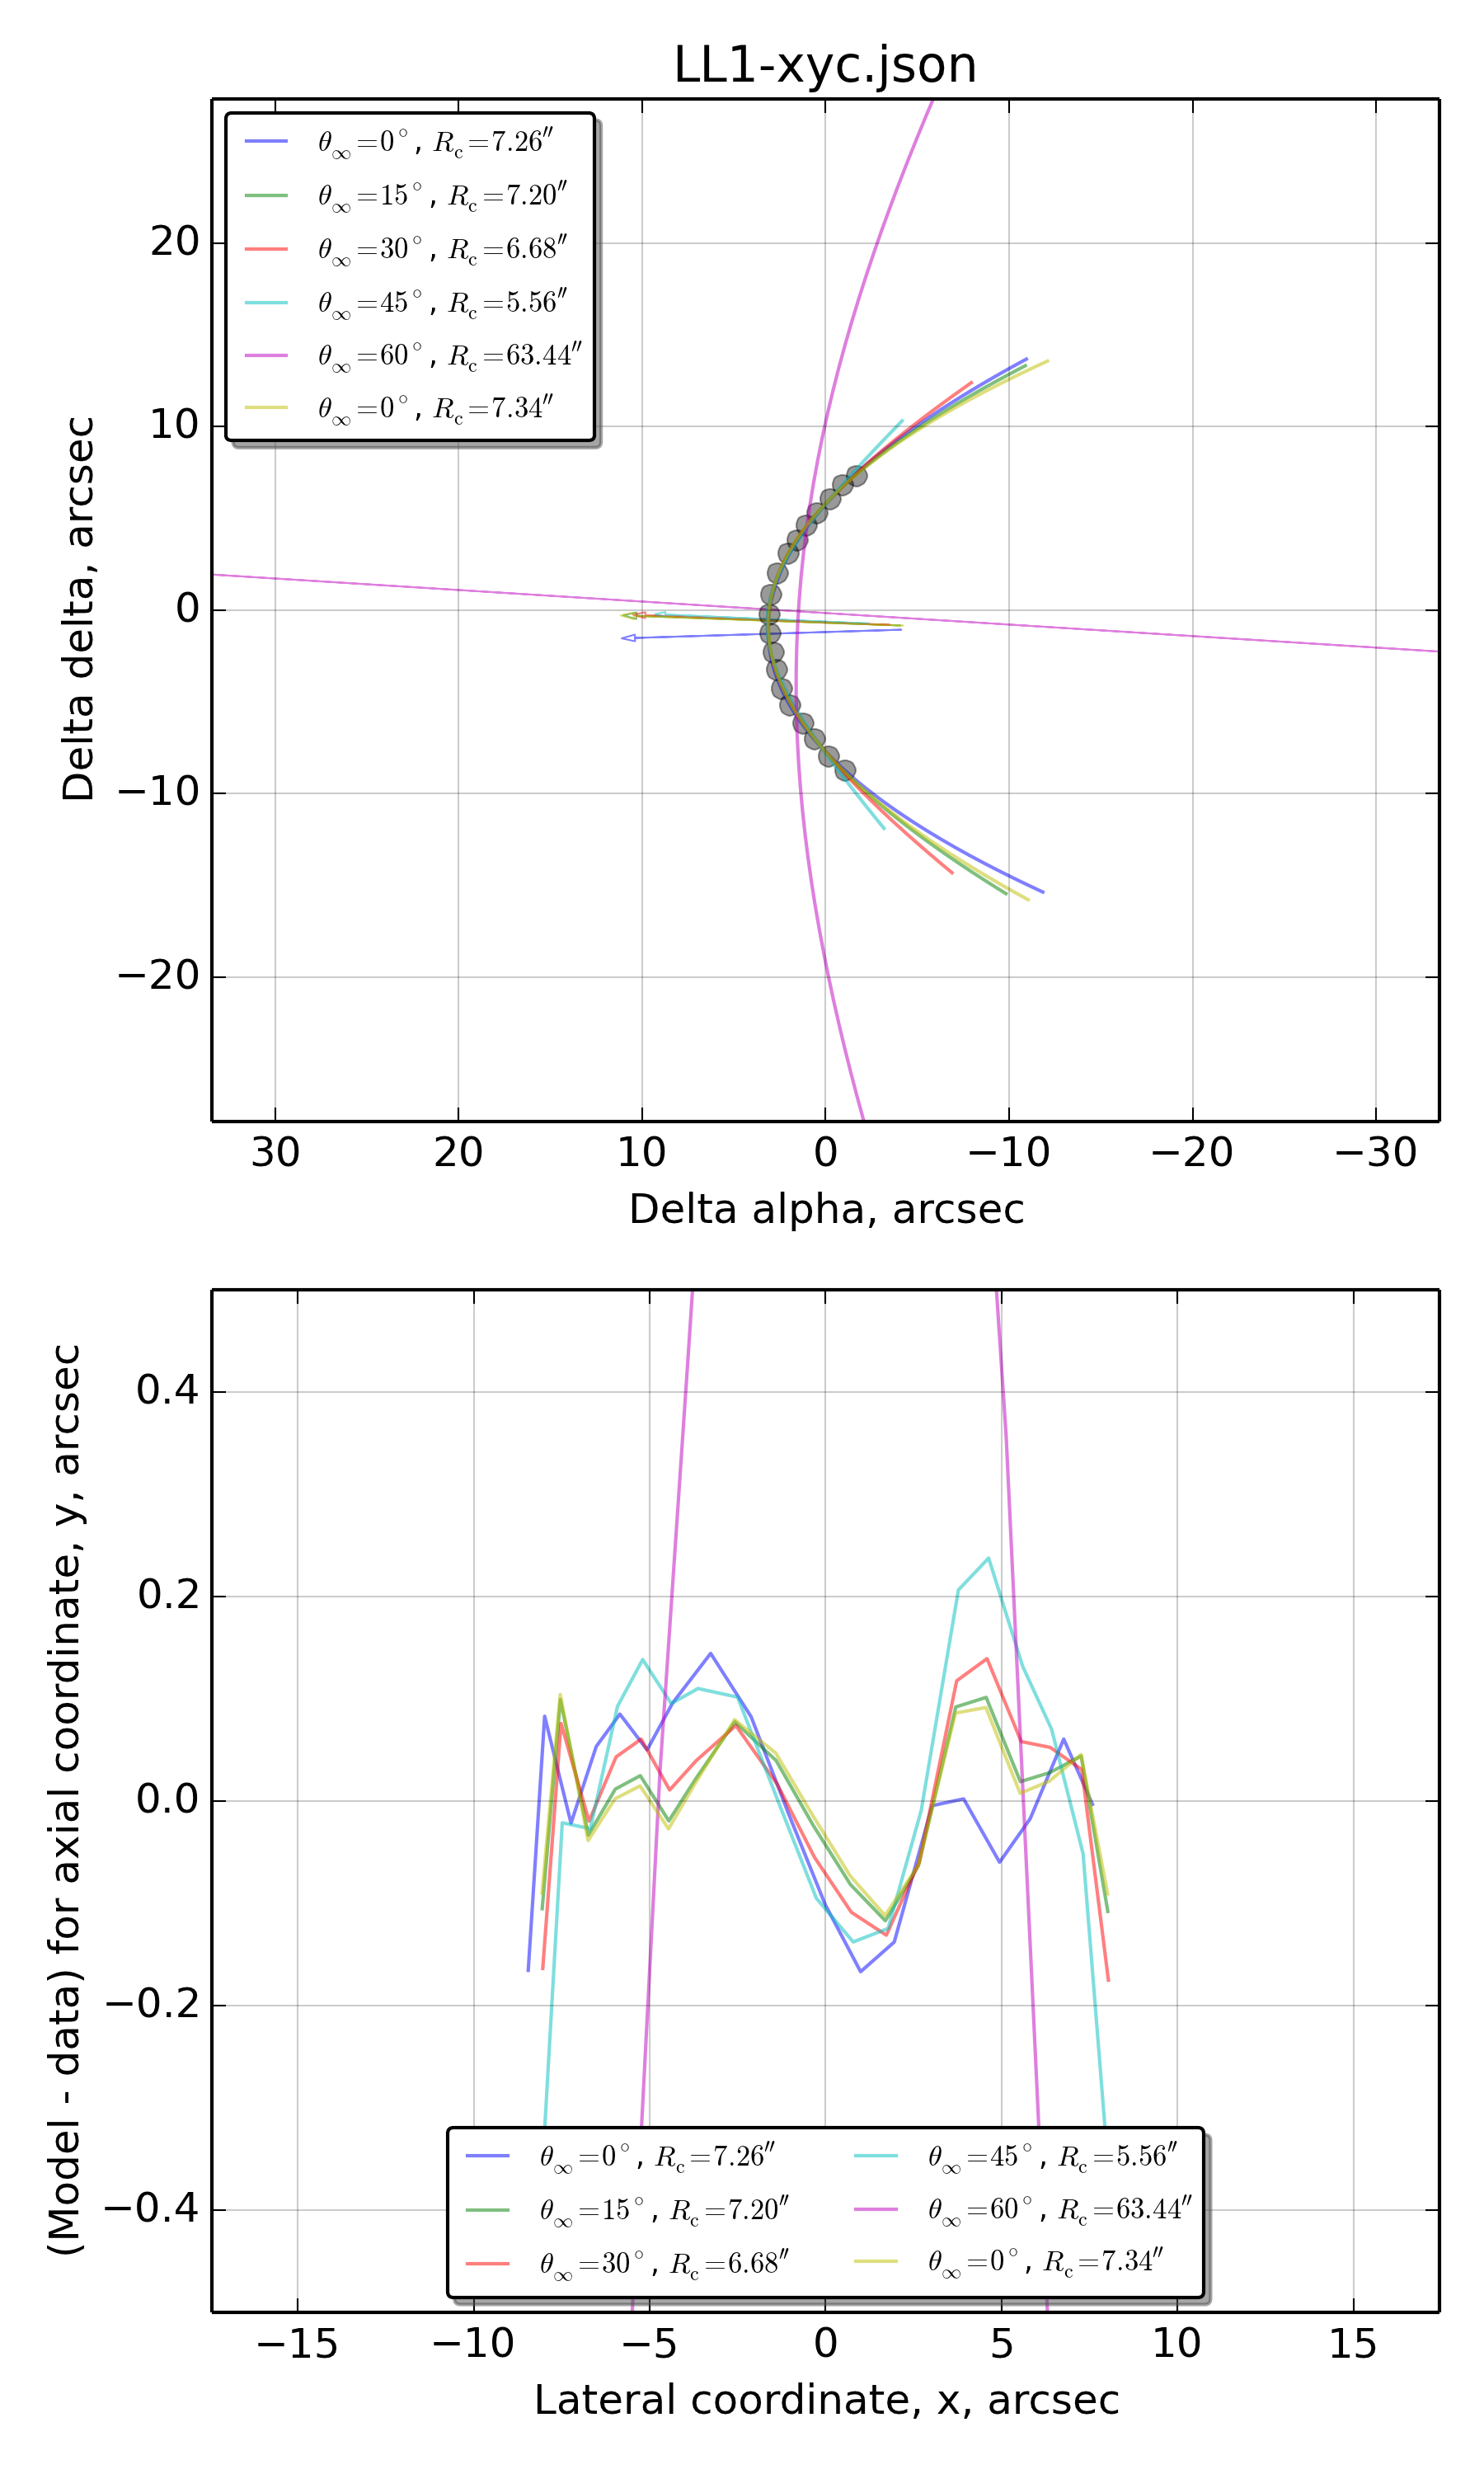 LL1-xyc.json
θ∞=0°, Rc=7.26″
θ∞=15°, Rc=7.20″
θ∞=30°, Rc=6.68″
θ∞=45°, Rc=5.56″
θ∞=60°, Rc=63.44″
θ∞=0°, Rc=7.34″
Delta delta, arcsec
20
10
0
−10
−20
30 20 10 0 −10 −20 −30
Delta alpha, arcsec
(Model - data) for axial coordinate, y, arcsec
0.4
0.2
0.0
−0.2
−0.4
θ∞=0°, Rc=7.26″
θ∞=15°, Rc=7.20″
θ∞=30°, Rc=6.68″
θ∞=45°, Rc=5.56″
θ∞=60°, Rc=63.44″
θ∞=0°, Rc=7.34″
−15 −10 −5 0 5 10 15
Lateral coordinate, x, arcsec